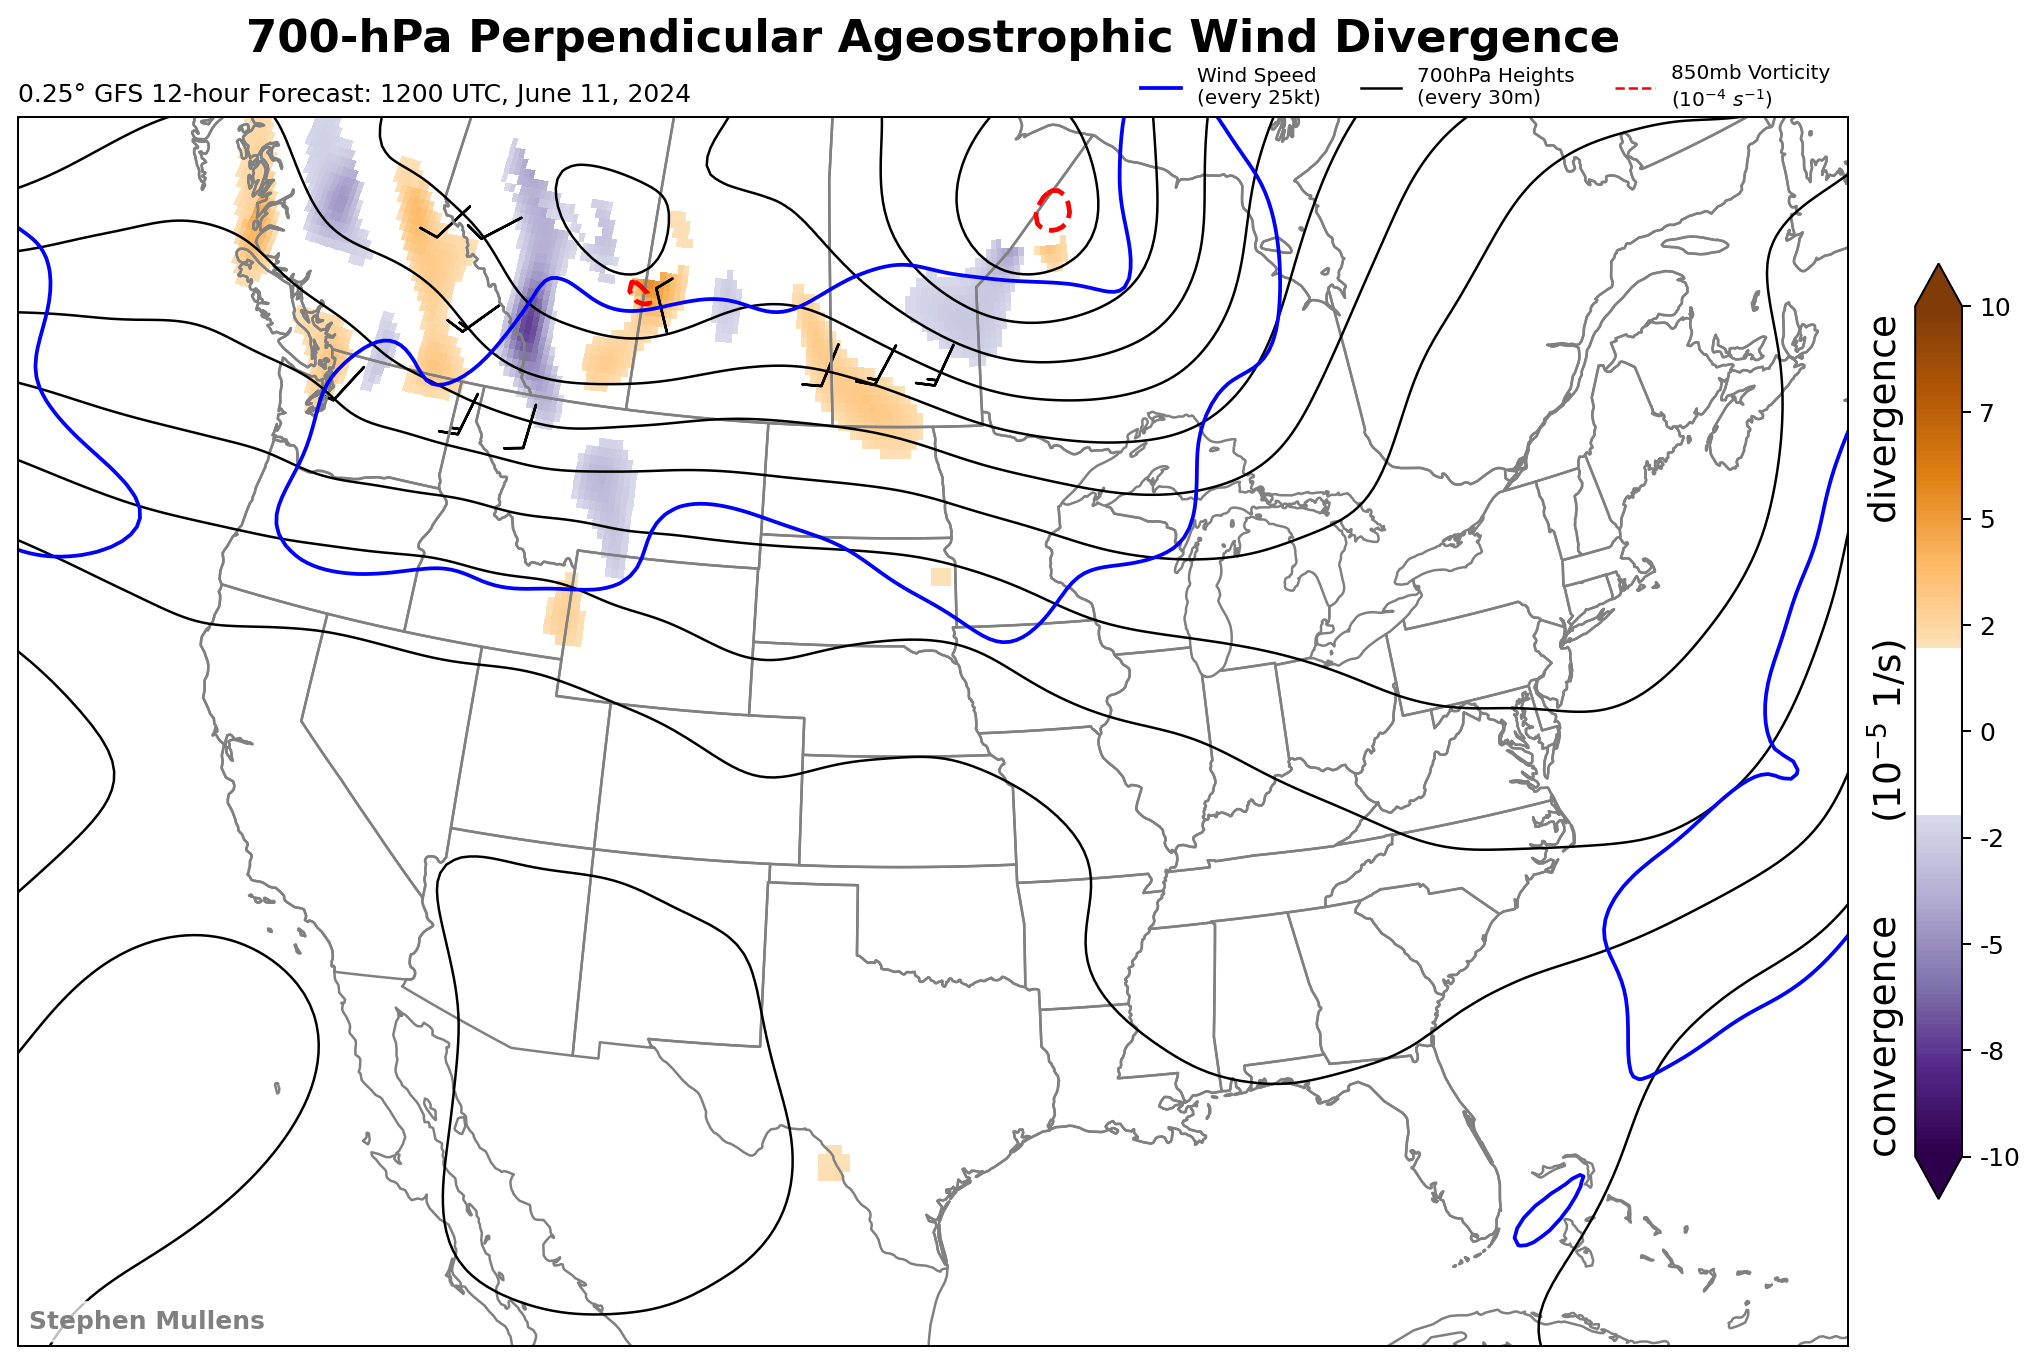 700-hPa Perpendicular Ageostrophic Wind Divergence
0.25° GFS 12-hour Forecast: 1200 UTC, June 11, 2024
Wind Speed
(every 25kt)
700hPa Heights
(every 30m)
850mb Vorticity
(10⁻⁴ s⁻¹)
10
7
5
2
0
-2
-5
-8
-10
convergence (10⁻⁵ 1/s) divergence
Stephen Mullens